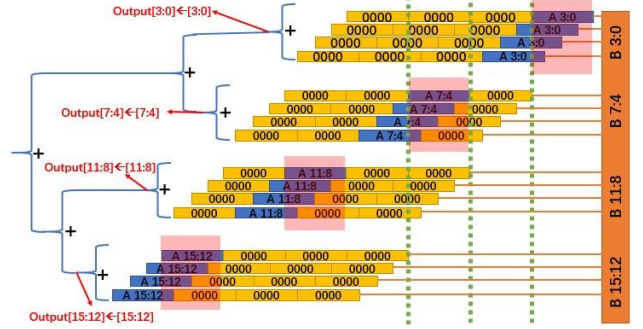 Output[3:0]←[3:0]
+
0000 0000 0000 A 3:0
0000 0000 0000 A 3:0
0000 0000 0000 A 3:0
0000 0000 0000 A 3:0
B 3:0
+
Output[7:4]←[7:4]
+
0000 0000 A 7:4 0000
0000 0000 A 7:4 0000
0000 0000 A 7:4 0000
0000 0000 A 7:4 0000
B 7:4
+
Output[11:8]←[11:8]
+
0000 A 11:8 0000 0000
0000 A 11:8 0000 0000
0000 A 11:8 0000 0000
0000 A 11:8 0000 0000
B 11:8
+
+
A 15:12 0000 0000 0000
A 15:12 0000 0000 0000
A 15:12 0000 0000 0000
A 15:12 0000 0000 0000
B 15:12
Output[15:12]←[15:12]